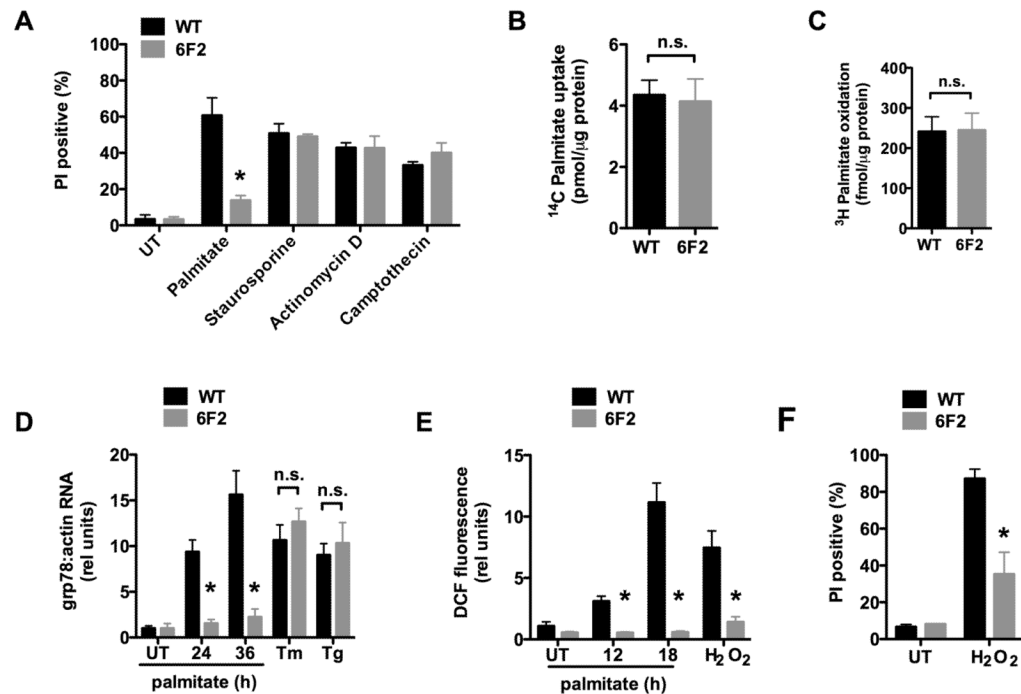 A
WT
6F2
PI positive (%)
100
80
60
40
20
0
*
UT
Palmitate
Staurosporine
Actinomycin D
Camptothecin
B
¹⁴C Palmitate uptake
(pmol/µg protein)
6
4
2
0
n.s.
WT 6F2
C
³H Palmitate oxidation
(fmol/µg protein)
400
300
200
100
0
n.s.
WT 6F2
D
WT
6F2
grp78:actin RNA
(rel units)
20
15
10
5
0
* * n.s. n.s.
UT 24 36 Tm Tg
palmitate (h)
E
WT
6F2
DCF fluorescence
(rel units)
15
10
5
0
* * *
UT 12 18 H₂O₂
palmitate (h)
F
WT
6F2
PI positive (%)
100
80
60
40
20
0
*
UT H₂O₂